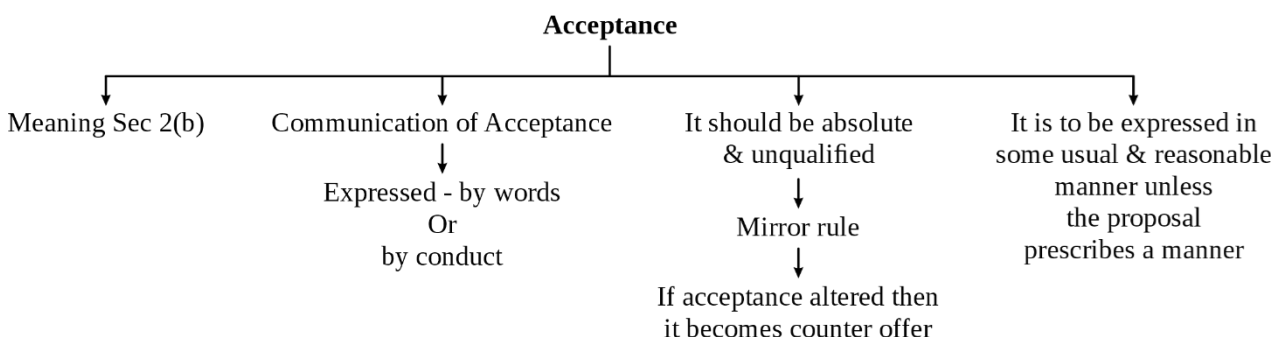 Acceptance
Meaning Sec 2(b)
Communication of Acceptance
Expressed - by words
Or
by conduct
It should be absolute
& unqualified
Mirror rule
If acceptance altered then
it becomes counter offer
It is to be expressed in
some usual & reasonable
manner unless
the proposal
prescribes a manner